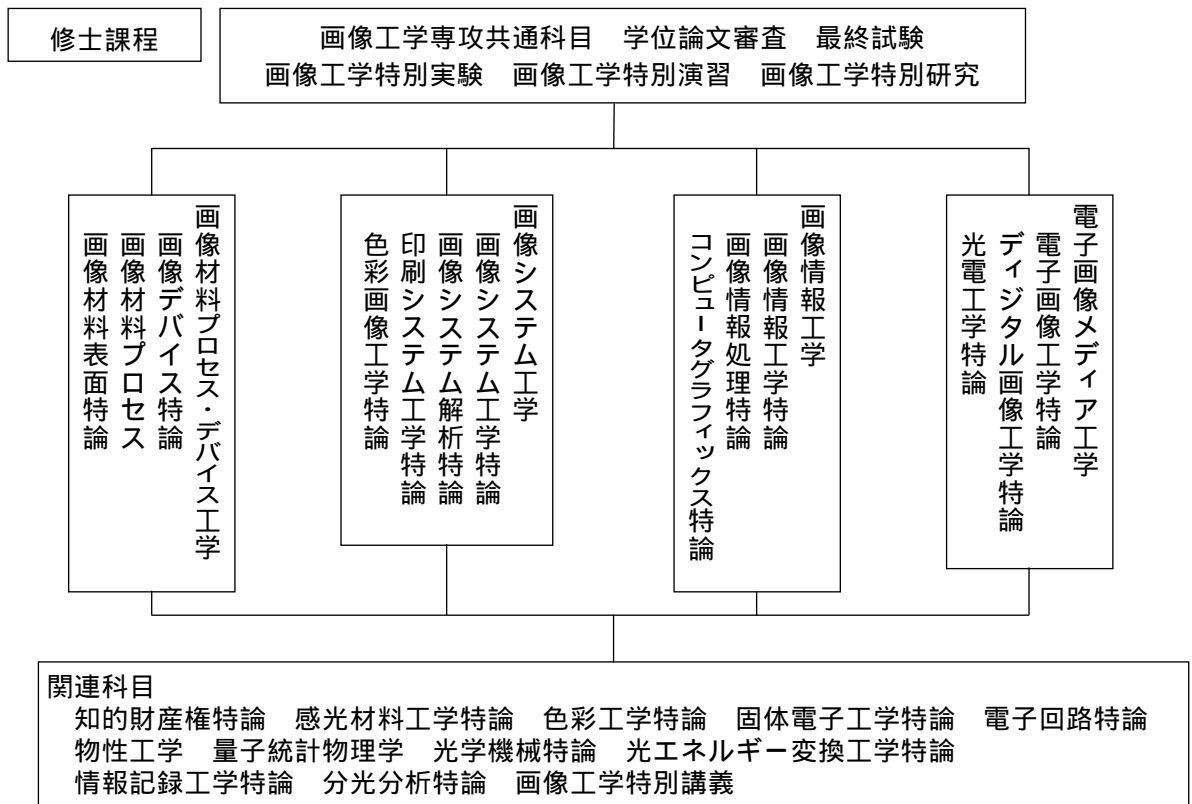 修士課程
画像工学専攻共通科目 学位論文審査 最終試験
画像工学特別実験 画像工学特別演習 画像工学特別研究
画像材料プロセス・デバイス工学
画像デバイス特論
画像材料プロセス
画像材料表面特論
画像システム工学
画像システム工学特論
画像システム解析特論
印刷システム工学特論
色彩画像工学特論
画像情報工学
画像情報工学特論
画像情報処理特論
コンピュータグラフィックス特論
電子画像メディア工学
電子画像工学特論
ディジタル画像工学特論
光電工学特論
関連科目
知的財産権特論 感光材料工学特論 色彩工学特論 固体電子工学特論 電子回路特論
物性工学 量子統計物理学 光学機械特論 光エネルギー変換工学特論
情報記録工学特論 分光分析特論 画像工学特別講義